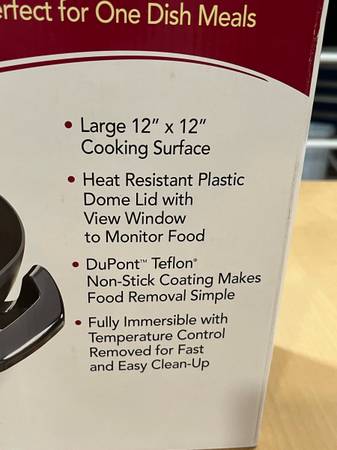 for One Dish Meals
• Large 12" x 12"
Cooking Surface
• Heat Resistant Plastic
Dome Lid with
View Window
to Monitor Food
• DuPont™ Teflon®
Non-Stick Coating Makes
Food Removal Simple
• Fully Immersible with
Temperature Control
Removed for Fast
and Easy Clean-Up